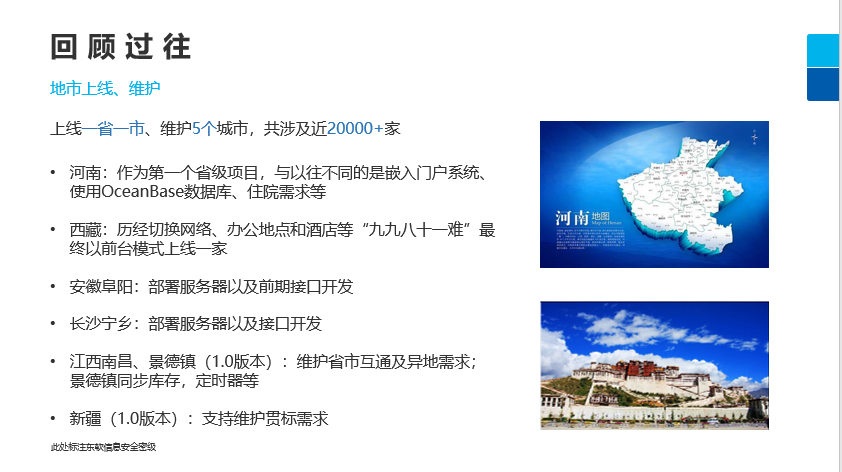 回顾过往
地市上线、维护
上线一省一市、维护5个城市，共涉及近20000+家
• 河南：作为第一个省级项目，与以往不同的是嵌入门户系统、
使用OceanBase数据库、住院需求等
• 西藏：历经切换网络、办公地点和酒店等“九九八十一难”最
终以前台模式上线一家
• 安徽阜阳：部署服务器以及前期接口开发
• 长沙宁乡：部署服务器以及接口开发
• 江西南昌、景德镇（1.0版本）：维护省市互通及异地需求；
景德镇同步库存，定时器等
• 新疆（1.0版本）：支持维护贯标需求
此处标注东软信息安全密级
河南地图
Map of Henan